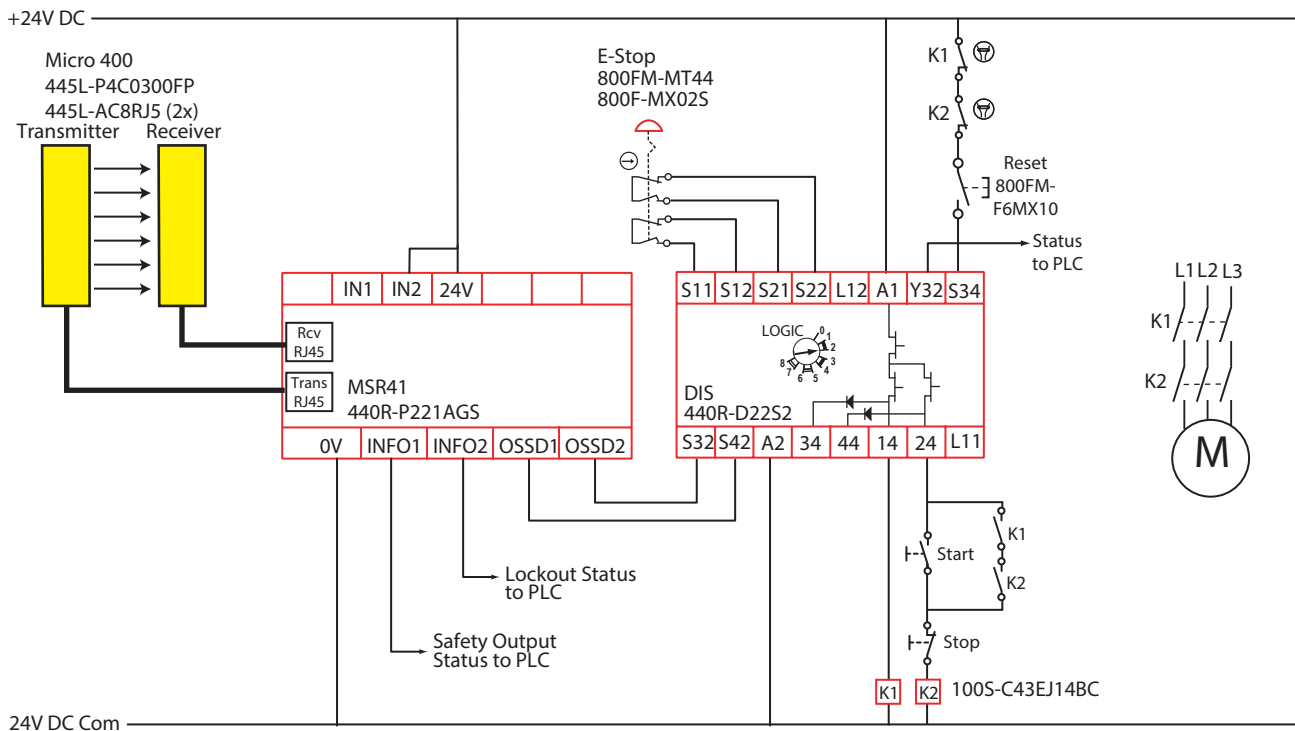 +24V DC
Micro 400
445L-P4C0300FP
445L-AC8RJ5 (2x)
Transmitter
Receiver
E-Stop
800FM-MT44
800F-MX02S
K1
K2
Reset
800FM-
F6MX10
Status
to PLC
IN1 IN2 24V
Rcv
RJ45
Trans
RJ45
MSR41
440R-P221AGS
0V INFO1 INFO2 OSSD1 OSSD2
S11 S12 S21 S22 L12 A1 Y32 S34
LOGIC
0
1
2
3
4
5
6
7
8
DIS
440R-D22S2
S32 S42 A2 34 44 14 24 L11
L1 L2 L3
K1
K2
M
Start
K1
K2
Stop
Lockout Status
to PLC
Safety Output
Status to PLC
K1 K2 100S-C43EJ14BC
24V DC Com